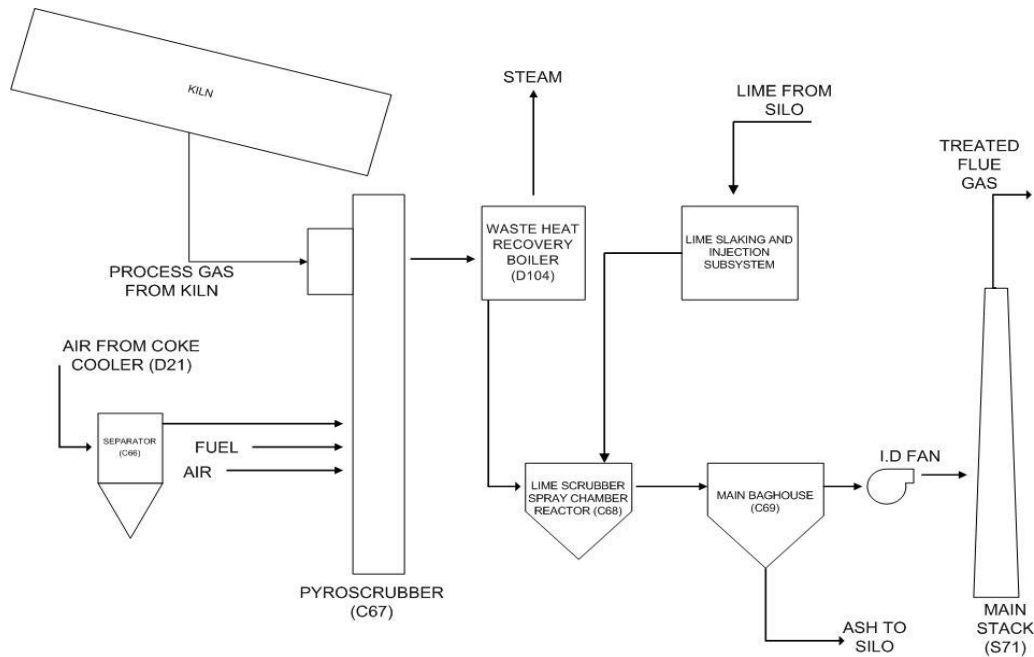 KILN
STEAM
LIME FROM
SILO
TREATED
FLUE
GAS
WASTE HEAT
RECOVERY
BOILER
(D104)
LIME SLAKING AND
INJECTION
SUBSYSTEM
PROCESS GAS
FROM KILN
AIR FROM COKE
COOLER (D21)
SEPARATOR
(C66)
FUEL
AIR
I.D FAN
LIME SCRUBBER
SPRAY CHAMBER
REACTOR (C68)
MAIN BAGHOUSE
(C69)
PYROSCRUBBER
(C67)
ASH TO
SILO
MAIN
STACK
(S71)